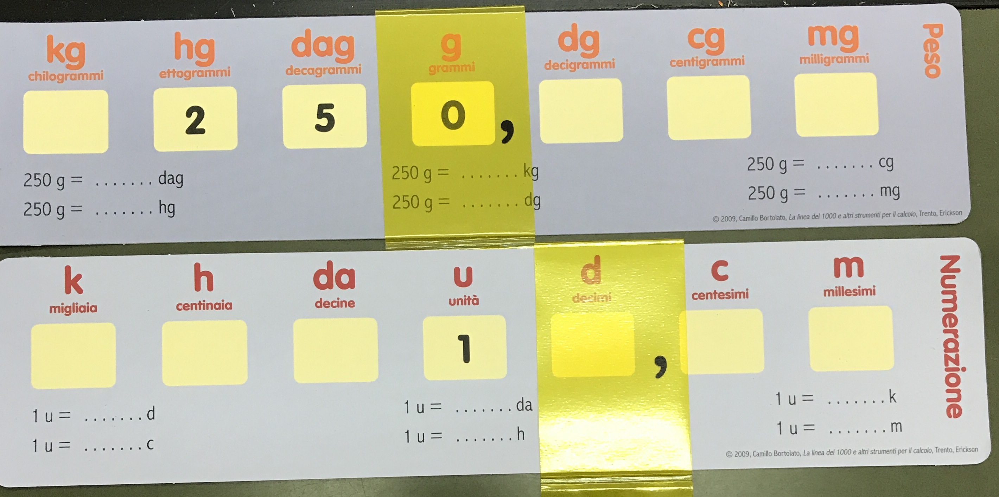 kg hg dag g dg cg mg
chilogrammi ettogrammi decagrammi grammi decigrammi centigrammi milligrammi
Peso
2 5 0 ,
250 g = ....... dag
250 g = ....... hg
250 g = ....... kg
250 g = ....... dg
250 g = ....... cg
250 g = ....... mg
© 2009, Camillo Bortolato, La linea del 1000 e altri strumenti per il calcolo, Trento, Erickson
k h da u d c m
migliaia centinaia decine unità decimi centesimi millesimi
Numerazione
1 ,
1 u = ....... d
1 u = ....... c
1 u = ....... da
1 u = ....... h
1 u = ....... k
1 u = ....... m
© 2009, Camillo Bortolato, La linea del 1000 e altri strumenti per il calcolo, Trento, Erickson